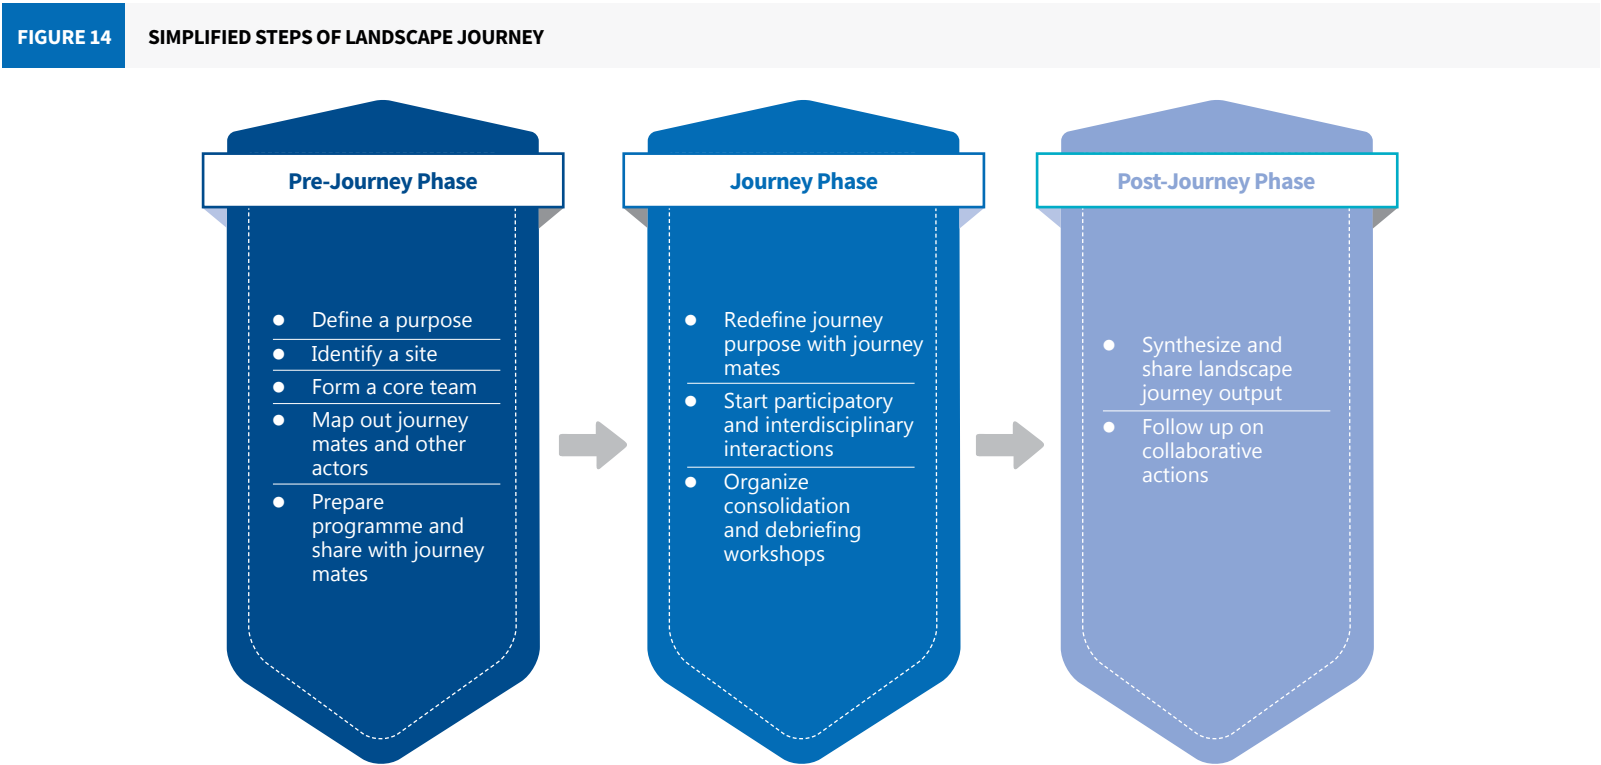 FIGURE 14
SIMPLIFIED STEPS OF LANDSCAPE JOURNEY
Pre-Journey Phase
Define a purpose
Identify a site
Form a core team
Map out journey
mates and other
actors
Prepare
programme and
share with journey
mates
Journey Phase
Redefine journey
purpose with journey
mates
Start participatory
and interdisciplinary
interactions
Organize
consolidation
and debriefing
workshops
Post-Journey Phase
Synthesize and
share landscape
journey output
Follow up on
collaborative
actions